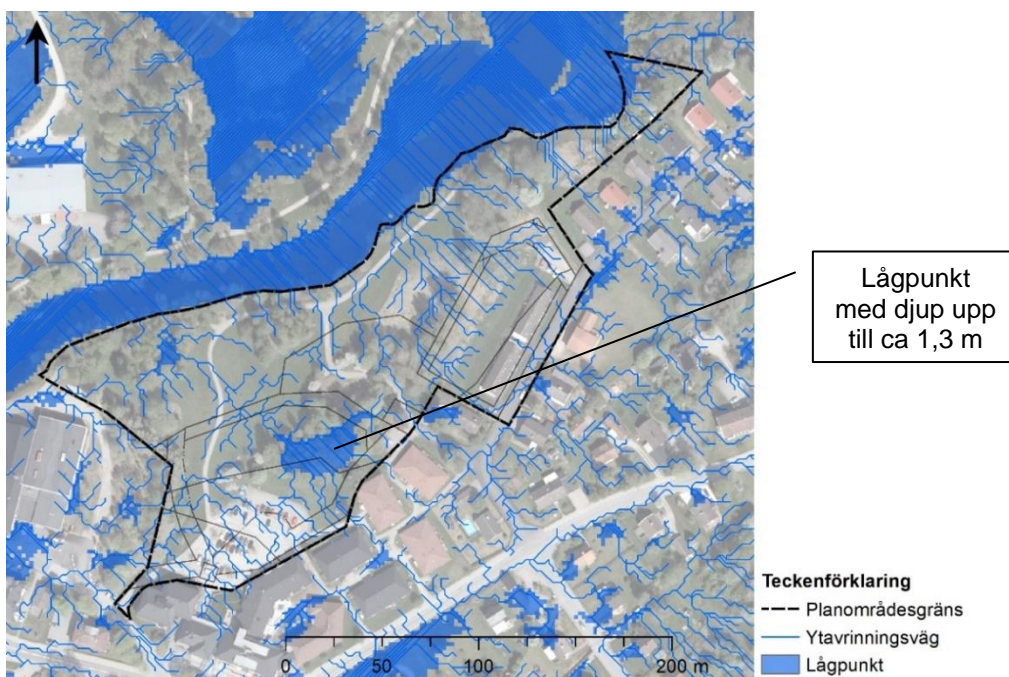 Lågpunkt
med djup upp
till ca 1,3 m
Teckenförklaring
Planområdesgräns
Ytavrinningsväg
Lågpunkt
0 50 100 200 m